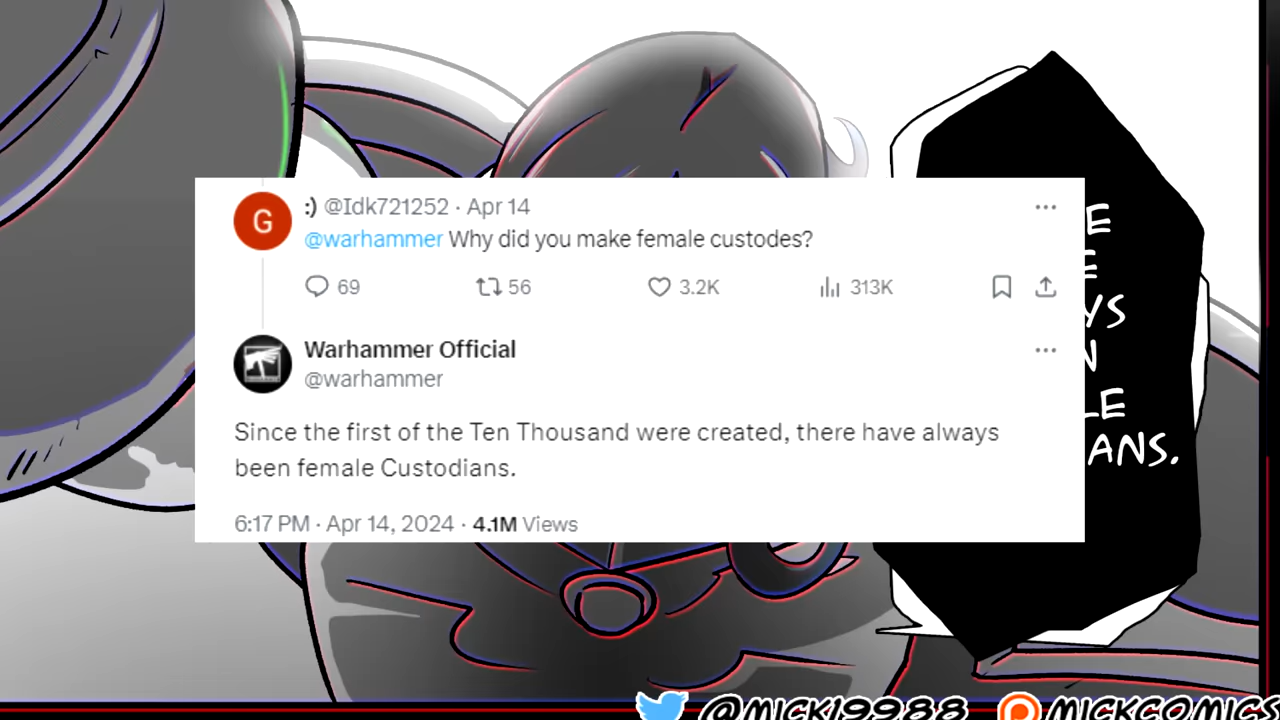 :) @Idk721252 · Apr 14
@warhammer Why did you make female custodes?
69 56 3.2K 313K
G
Warhammer Official
@warhammer
Since the first of the Ten Thousand were created, there have always
been female Custodians.
6:17 PM · Apr 14, 2024 · 4.1M Views
ANS.
@MICK19988 MICKCOMICS